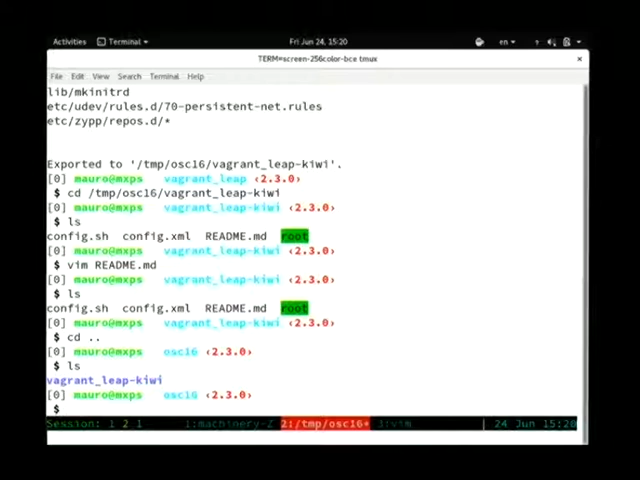 Activities Terminal Fri Jun 24, 15:20 en
TERM=screen-256color-bce tmux ×
File Edit View Search Terminal Help
lib/mkinitrd
etc/udev/rules.d/70-persistent-net.rules
etc/zypp/repos.d/*
Exported to '/tmp/osc16/vagrant_leap-kiwi'.
[0] mauro@mxps vagrant_leap ‹2.3.0›
$ cd /tmp/osc16/vagrant_leap-kiwi
[0] mauro@mxps vagrant_leap-kiwi ‹2.3.0›
$ ls
config.sh config.xml README.md root
[0] mauro@mxps vagrant_leap-kiwi ‹2.3.0›
$ vim README.md
[0] mauro@mxps vagrant_leap-kiwi ‹2.3.0›
$ ls
config.sh config.xml README.md root
[0] mauro@mxps vagrant_leap-kiwi ‹2.3.0›
$ cd ..
[0] mauro@mxps osc16 ‹2.3.0›
$ ls
vagrant_leap-kiwi
[0] mauro@mxps osc16 ‹2.3.0›
$
Session: 1 2 1 1:machinery-Z 2:/tmp/osc16* 3:vim | 24 Jun 15:20